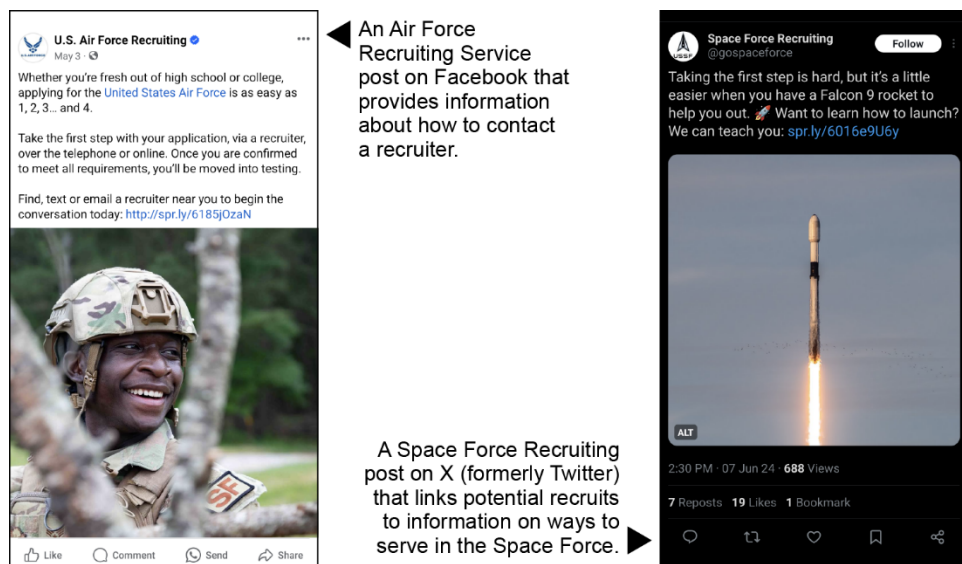 U.S. Air Force Recruiting
May 3 ·
Whether you're fresh out of high school or college,
applying for the United States Air Force is as easy as
1, 2, 3... and 4.
Take the first step with your application, via a recruiter,
over the telephone or online. Once you are confirmed
to meet all requirements, you'll be moved into testing.
Find, text or email a recruiter near you to begin the
conversation today: http://spr.ly/6185jOzaN
SF
Like Comment Send Share
An Air Force
Recruiting Service
post on Facebook that
provides information
about how to contact
a recruiter.
A Space Force Recruiting
post on X (formerly Twitter)
that links potential recruits
to information on ways to
serve in the Space Force.
USSF
Space Force Recruiting
@gospaceforce
Follow
Taking the first step is hard, but it's a little
easier when you have a Falcon 9 rocket to
help you out. 🚀 Want to learn how to launch?
We can teach you: spr.ly/6016e9U6y
ALT
2:30 PM · 07 Jun 24 · 688 Views
7 Reposts 19 Likes 1 Bookmark